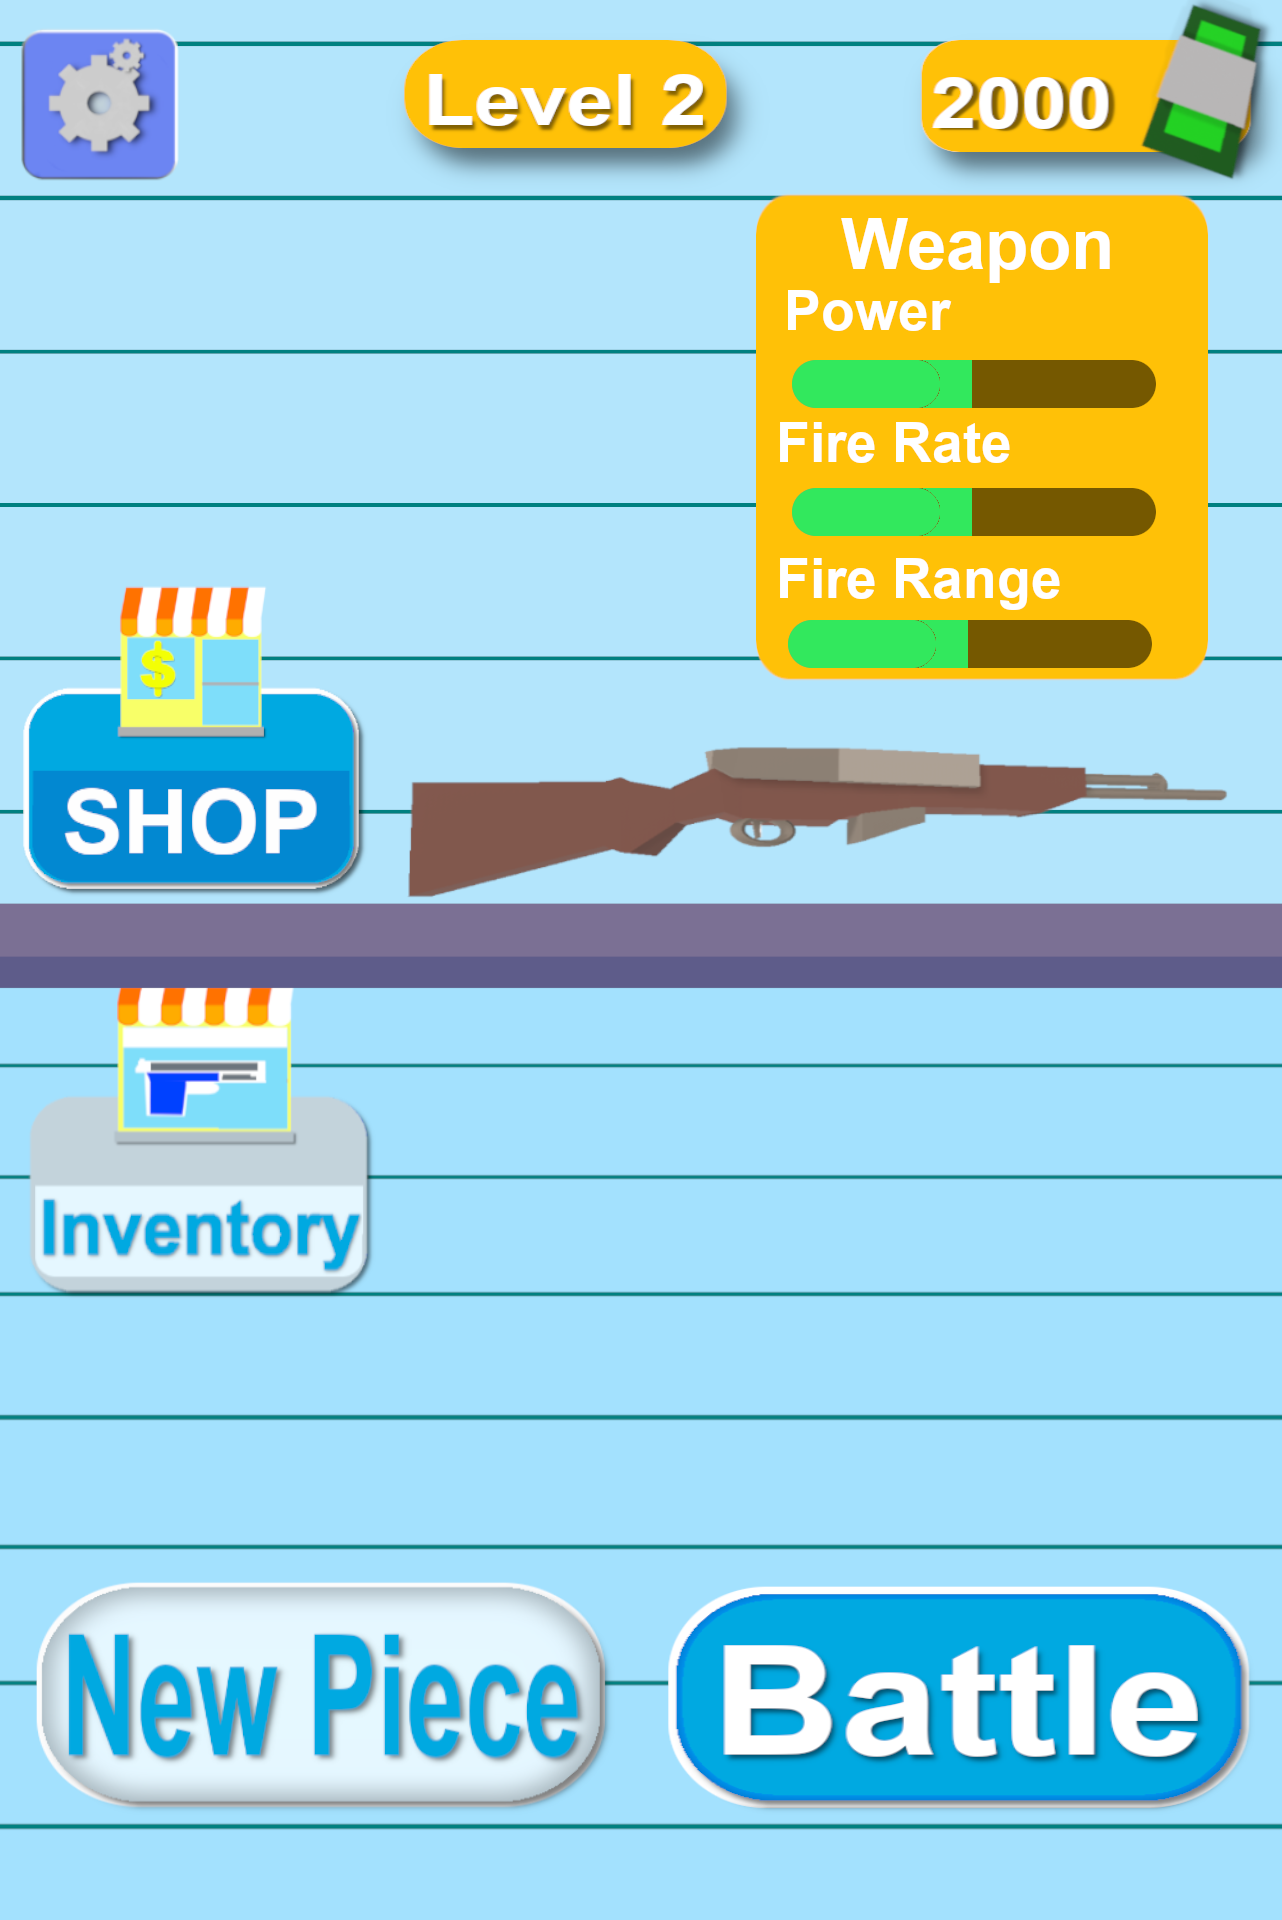 Level 2
2000
Weapon
Power
Fire Rate
Fire Range
$
SHOP
Inventory
New Piece
Battle